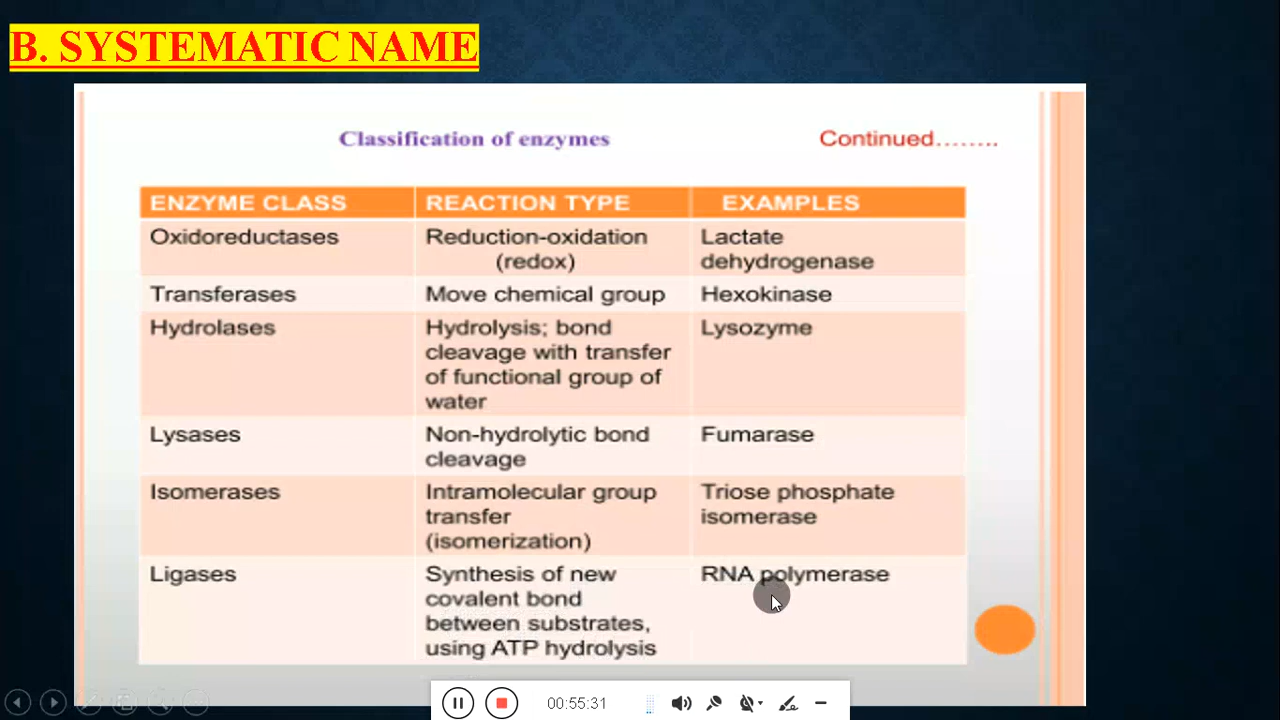 B. SYSTEMATIC NAME
Classification of enzymes
Continued……..
ENZYME CLASS
REACTION TYPE
EXAMPLES
Oxidoreductases
Reduction-oxidation
(redox)
Lactate
dehydrogenase
Transferases
Move chemical group
Hexokinase
Hydrolases
Hydrolysis; bond
cleavage with transfer
of functional group of
water
Lysozyme
Lysases
Non-hydrolytic bond
cleavage
Fumarase
Isomerases
Intramolecular group
transfer
(isomerization)
Triose phosphate
isomerase
Ligases
Synthesis of new
covalent bond
between substrates,
using ATP hydrolysis
RNA polymerase
00:55:31